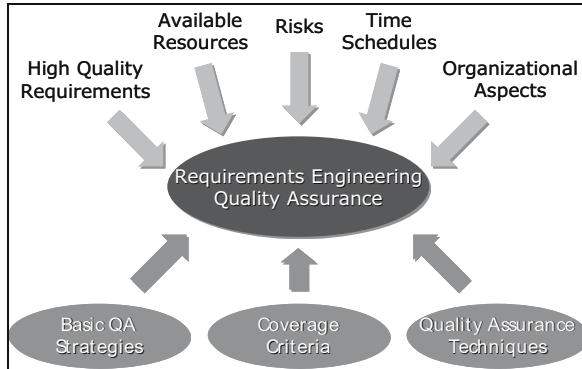 High Quality
Requirements
Available
Resources
Risks
Time
Schedules
Organizational
Aspects
Requirements Engineering
Quality Assurance
Basic QA
Strategies
Coverage
Criteria
Quality Assurance
Techniques